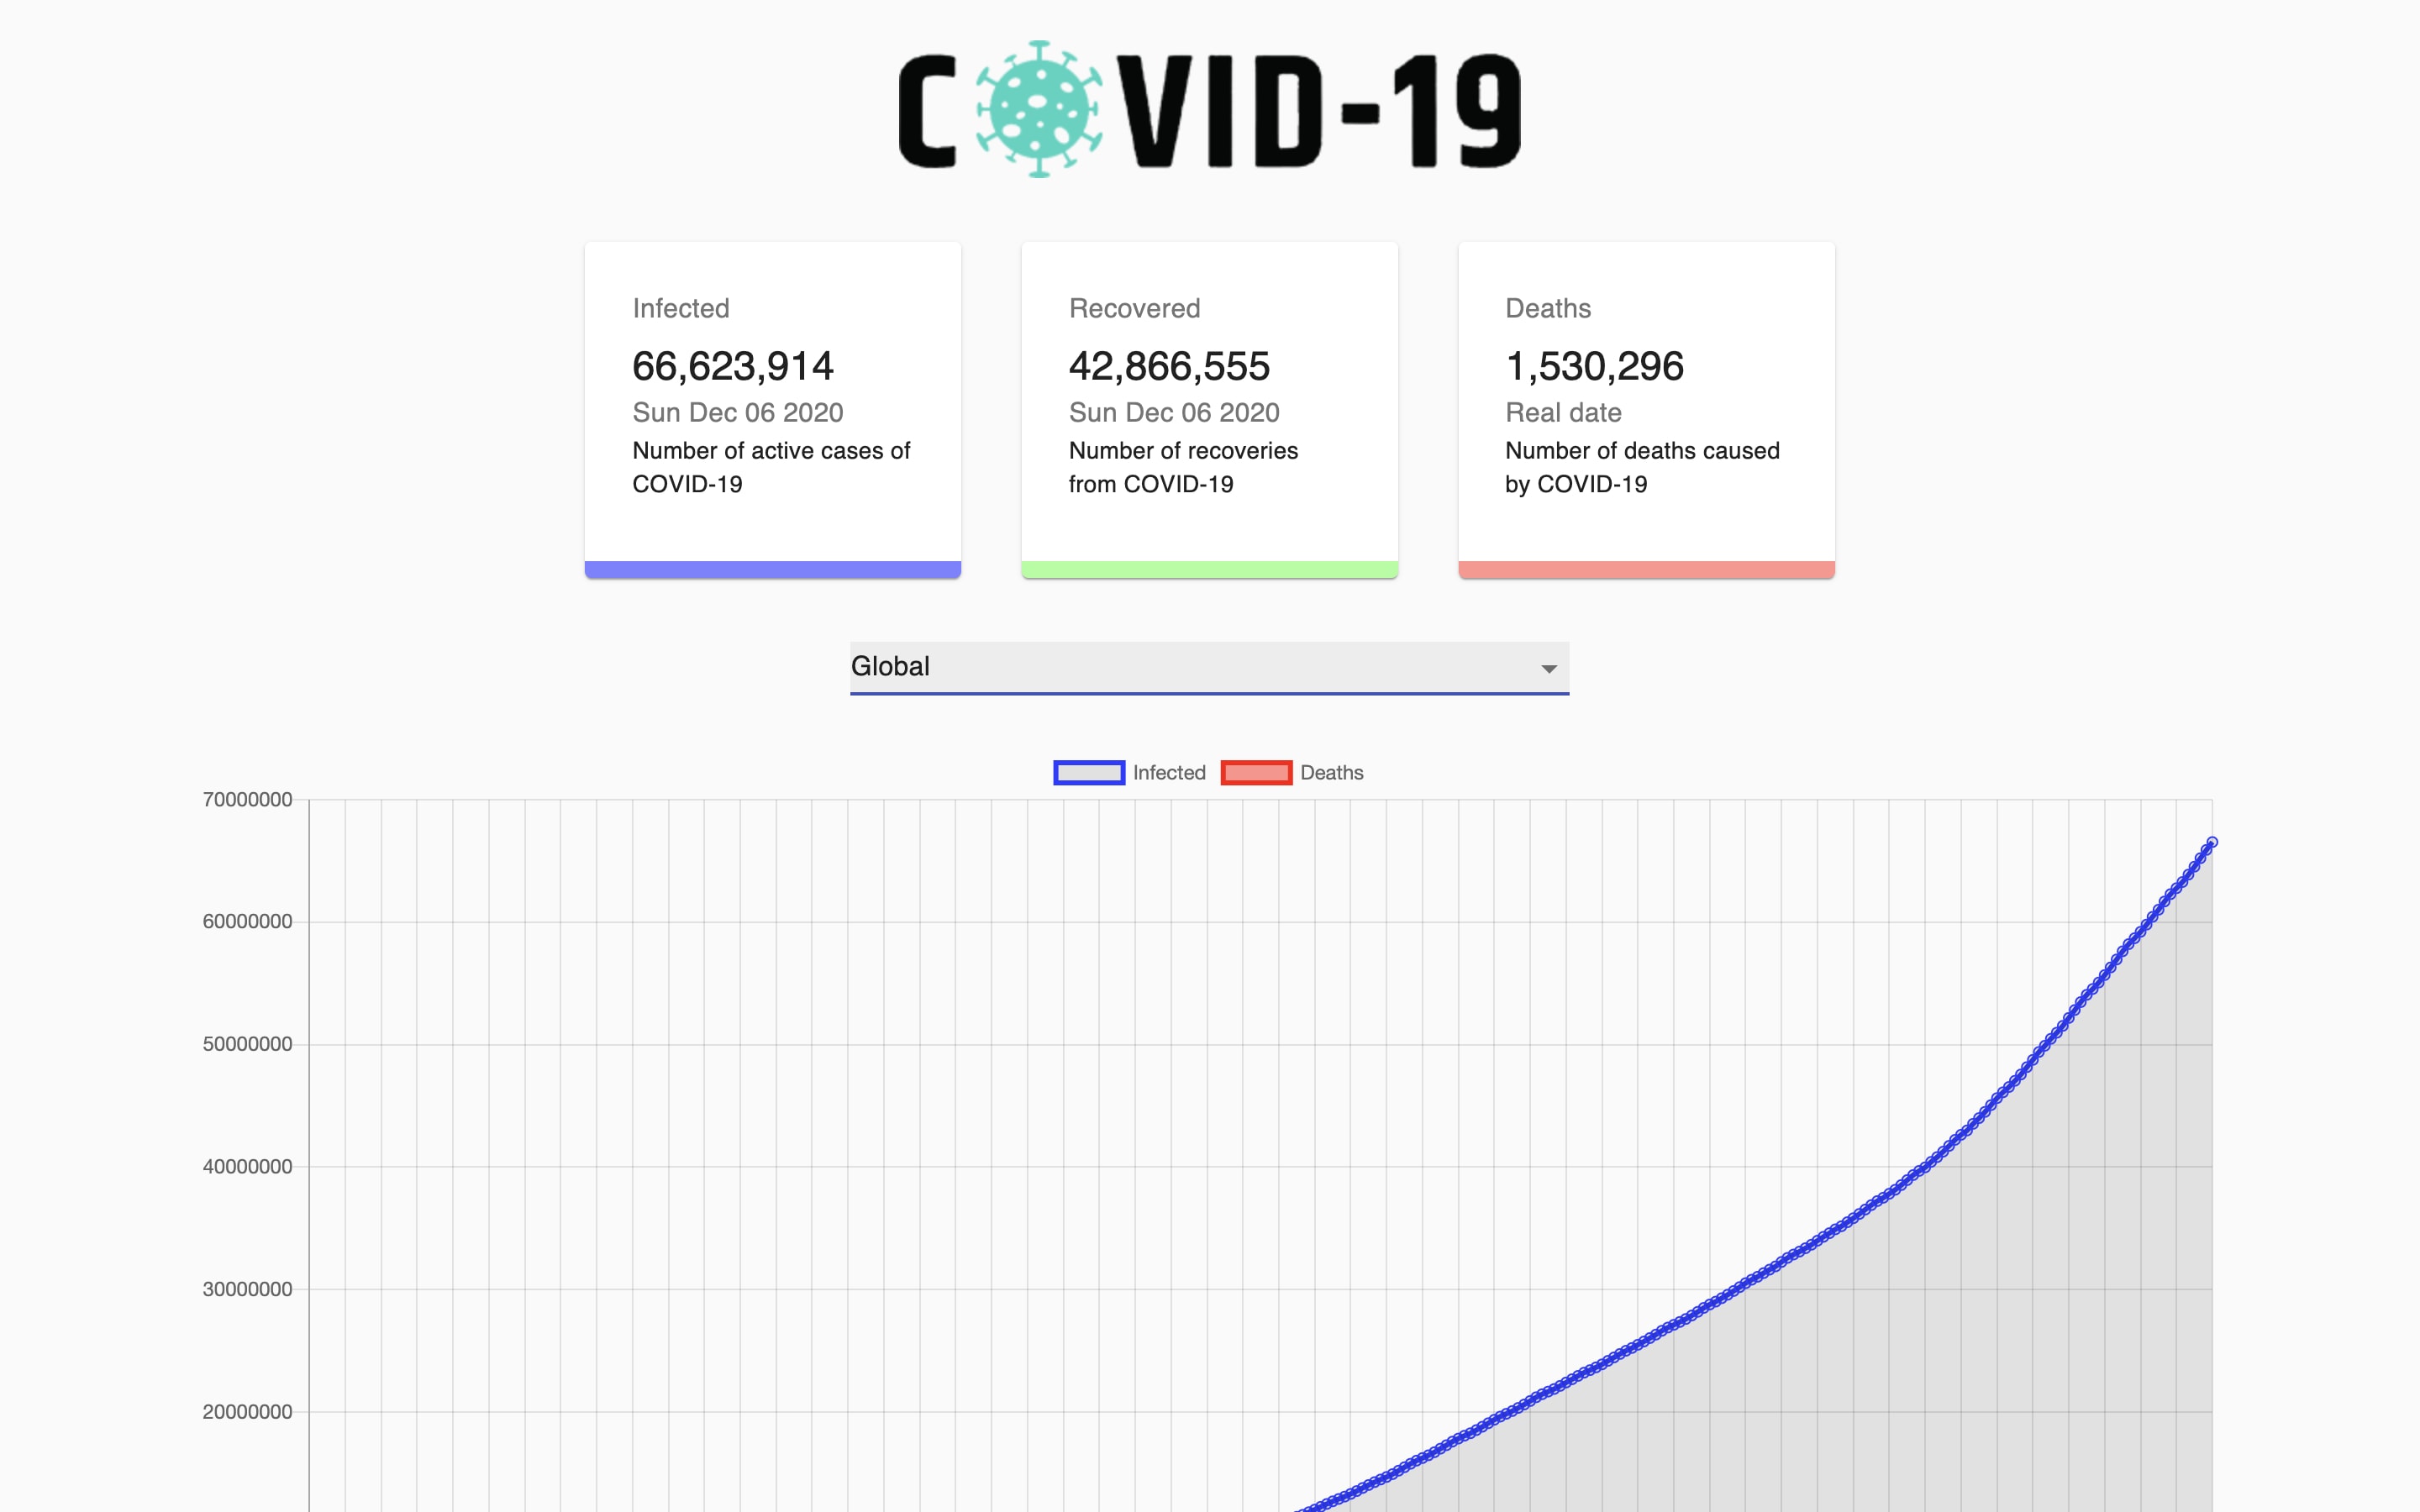 COVID-19
Infected
66,623,914
Sun Dec 06 2020
Number of active cases of
COVID-19
Recovered
42,866,555
Sun Dec 06 2020
Number of recoveries
from COVID-19
Deaths
1,530,296
Real date
Number of deaths caused
by COVID-19
Global
Infected Deaths
70000000
60000000
50000000
40000000
30000000
20000000